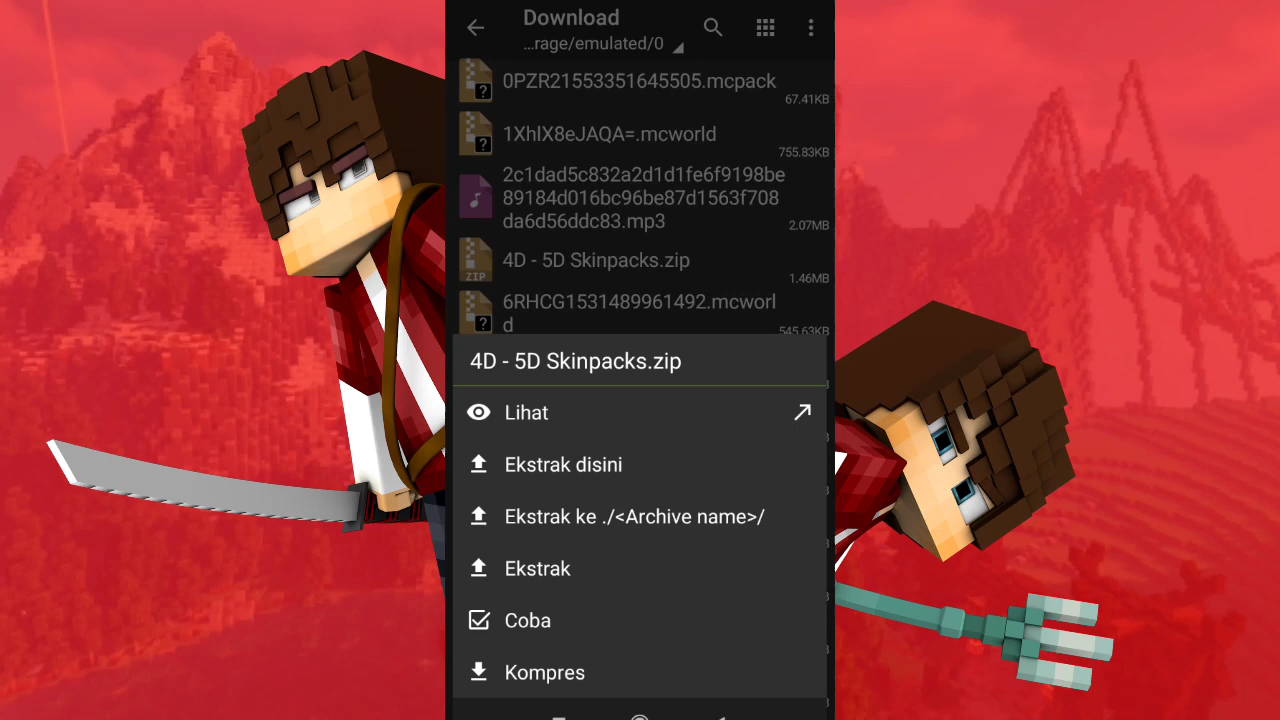 Download
...rage/emulated/0
0PZR21553351645505.mcpack
67.41KB
1XhlX8eJAQA=.mcworld
755.83KB
2c1dad5c832a2d1d1fe6f9198be
89184d016bc96be87d1563f708
da6d56ddc83.mp3
2.07MB
4D - 5D Skinpacks.zip
ZIP
1.46MB
6RHCG1531489961492.mcworl
d
545.63KB
4D - 5D Skinpacks.zip
Lihat
Ekstrak disini
Ekstrak ke ./<Archive name>/
Ekstrak
Coba
Kompres